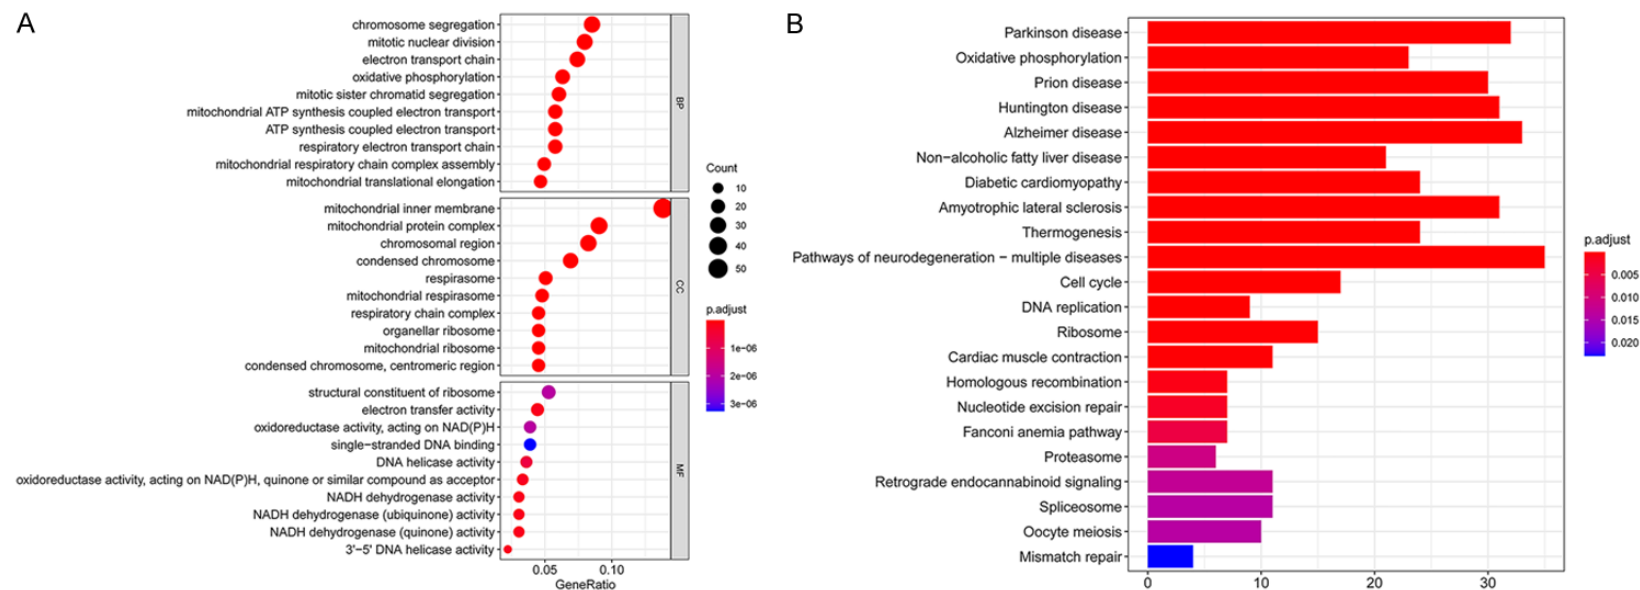 A
chromosome segregation
mitotic nuclear division
electron transport chain
oxidative phosphorylation
mitotic sister chromatid segregation
mitochondrial ATP synthesis coupled electron transport
ATP synthesis coupled electron transport
respiratory electron transport chain
mitochondrial respiratory chain complex assembly
mitochondrial translational elongation
BP
mitochondrial inner membrane
mitochondrial protein complex
chromosomal region
condensed chromosome
respirasome
mitochondrial respirasome
respiratory chain complex
organellar ribosome
mitochondrial ribosome
condensed chromosome, centromeric region
CC
structural constituent of ribosome
electron transfer activity
oxidoreductase activity, acting on NAD(P)H
single−stranded DNA binding
DNA helicase activity
oxidoreductase activity, acting on NAD(P)H, quinone or similar compound as acceptor
NADH dehydrogenase activity
NADH dehydrogenase (ubiquinone) activity
NADH dehydrogenase (quinone) activity
3'−5' DNA helicase activity
MF
0.05 0.10
GeneRatio
Count
10
20
30
40
50
p.adjust
1e−06
2e−06
3e−06
B
Parkinson disease
Oxidative phosphorylation
Prion disease
Huntington disease
Alzheimer disease
Non−alcoholic fatty liver disease
Diabetic cardiomyopathy
Amyotrophic lateral sclerosis
Thermogenesis
Pathways of neurodegeneration − multiple diseases
Cell cycle
DNA replication
Ribosome
Cardiac muscle contraction
Homologous recombination
Nucleotide excision repair
Fanconi anemia pathway
Proteasome
Retrograde endocannabinoid signaling
Spliceosome
Oocyte meiosis
Mismatch repair
0 10 20 30
p.adjust
0.005
0.010
0.015
0.020